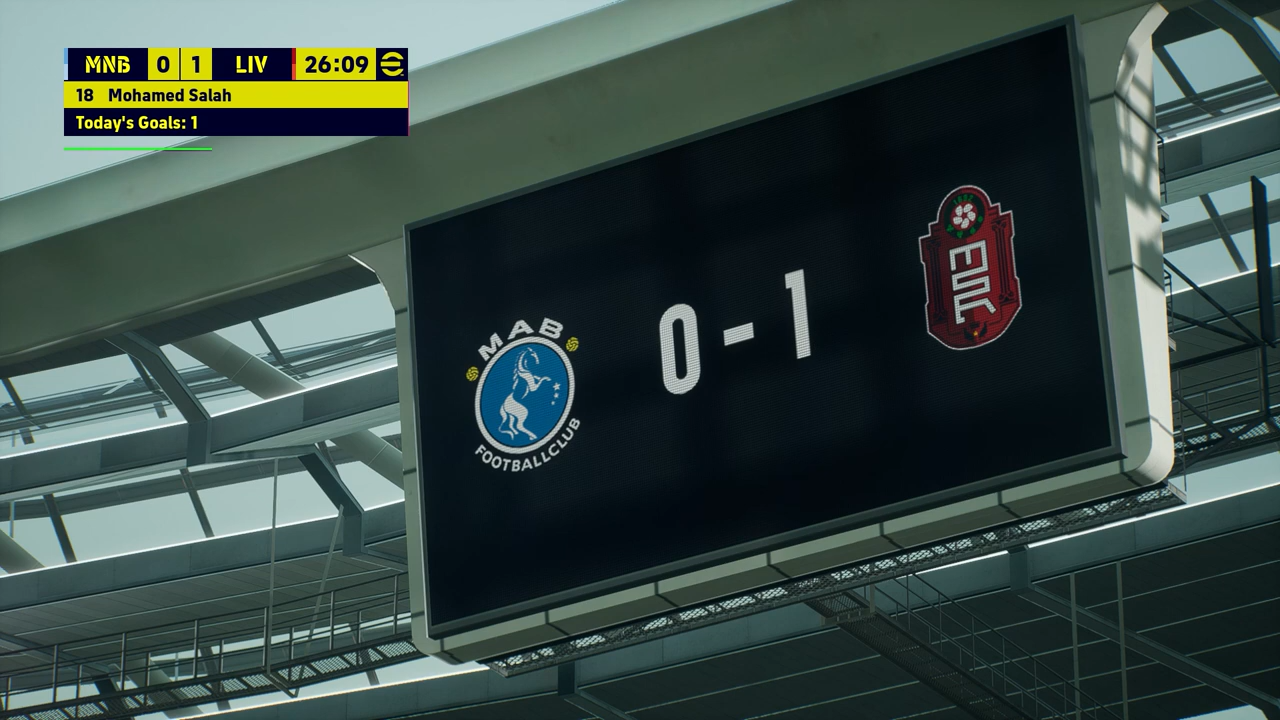 MNB 0 1 LIV 26:09
18 Mohamed Salah
Today's Goals: 1
MAB
FOOTBALLCLUB
0 - 1